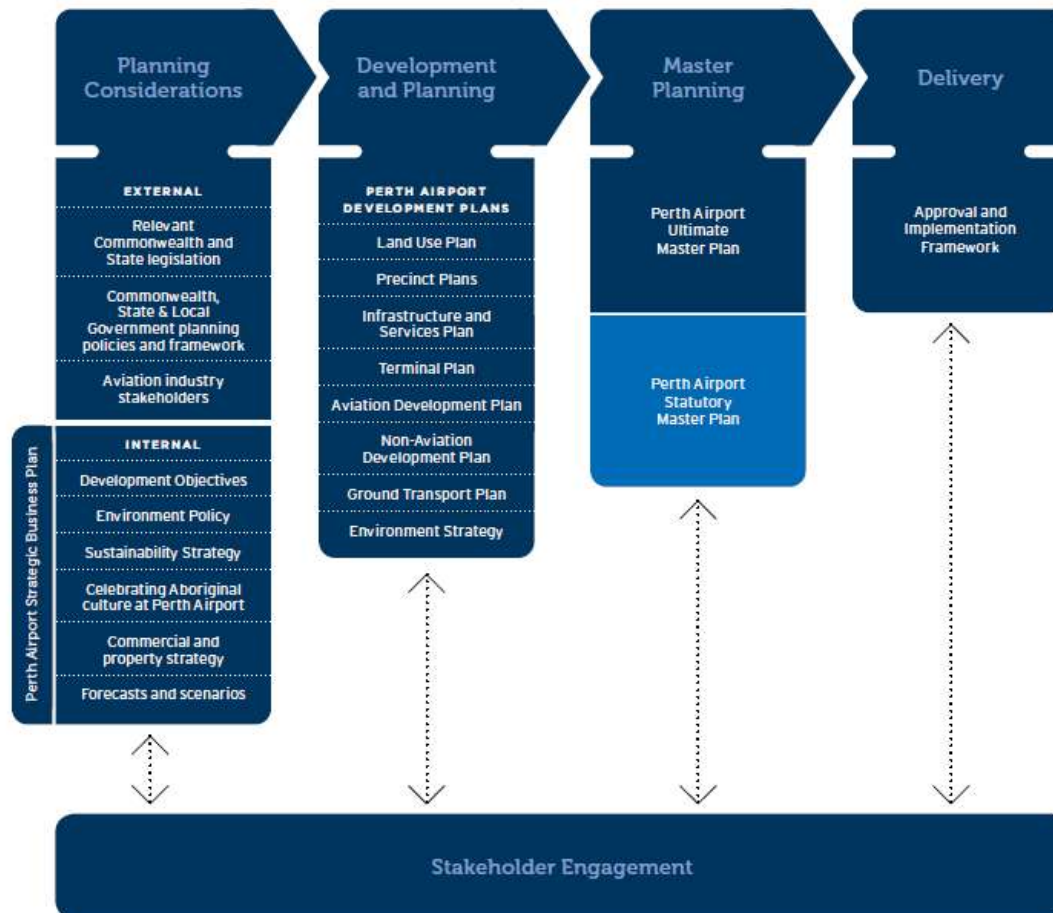 Planning
Considerations
Development
and Planning
Master
Planning
Delivery
EXTERNAL
Relevant
Commonwealth and
State legislation
Commonwealth,
State & Local
Government planning
policies and framework
Aviation industry
stakeholders
Perth Airport Strategic Business Plan
INTERNAL
Development Objectives
Environment Policy
Sustainability Strategy
Celebrating Aboriginal
culture at Perth Airport
Commercial and
property strategy
Forecasts and scenarios
PERTH AIRPORT
DEVELOPMENT PLANS
Land Use Plan
Precinct Plans
Infrastructure and
Services Plan
Terminal Plan
Aviation Development Plan
Non-Aviation
Development Plan
Ground Transport Plan
Environment Strategy
Perth Airport
Ultimate
Master Plan
Perth Airport
Statutory
Master Plan
Approval and
Implementation
Framework
Stakeholder Engagement